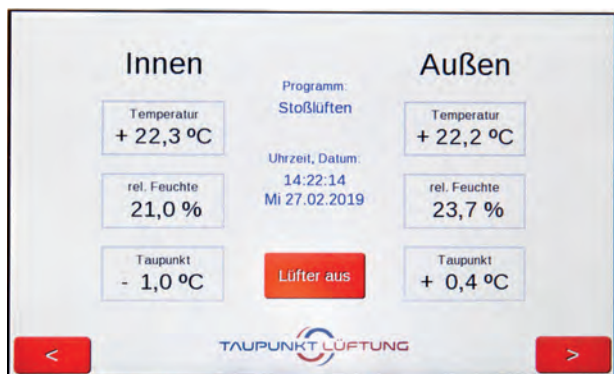 Innen
Temperatur
+ 22,3 ºC
rel. Feuchte
21,0 %
Taupunkt
- 1,0 ºC
Programm:
Stoßlüften
Uhrzeit, Datum:
14:22:14
Mi 27.02.2019
Lüfter aus
Außen
Temperatur
+ 22,2 ºC
rel. Feuchte
23,7 %
Taupunkt
+ 0,4 ºC
<
TAUPUNKT LÜFTUNG
>